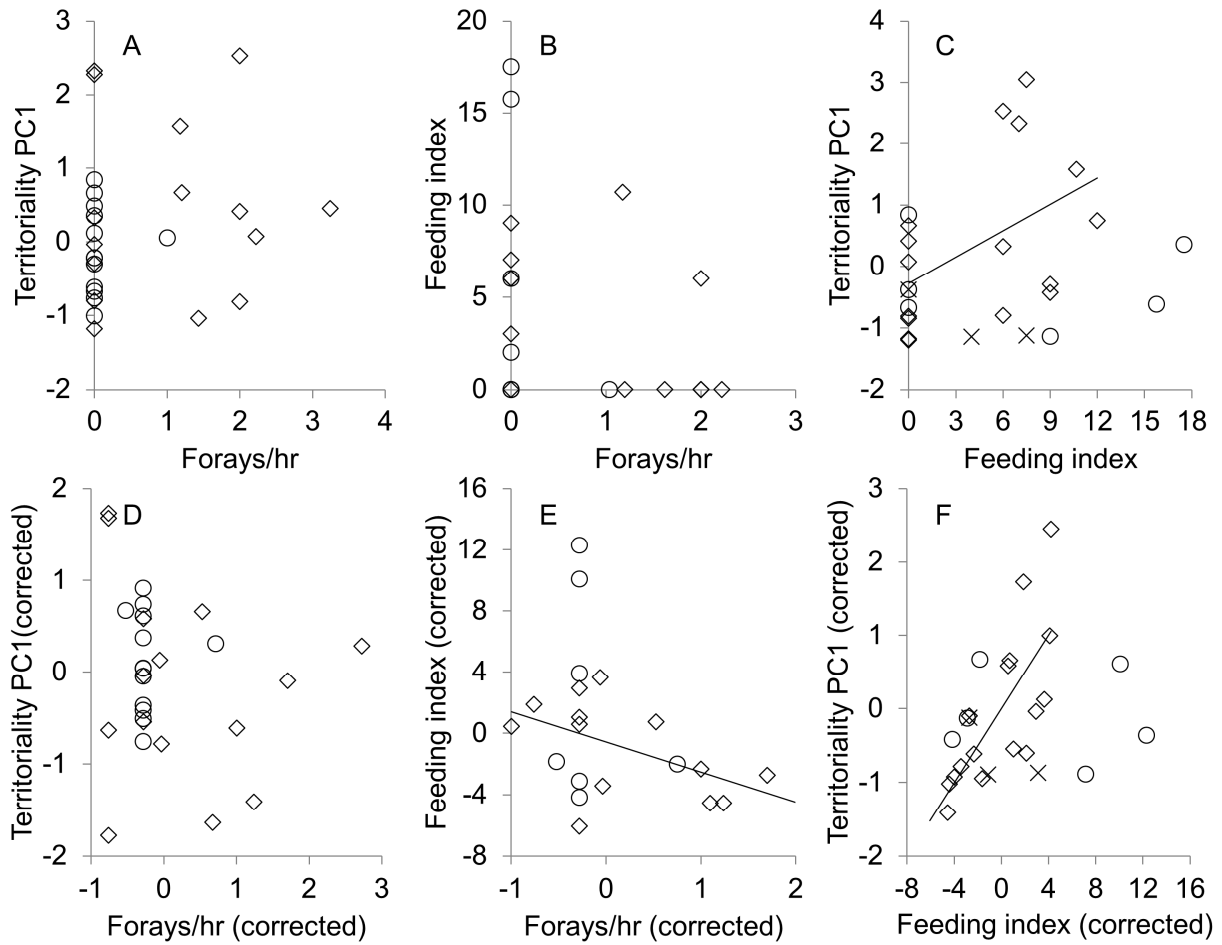 A
3
2
1
0
-1
-2
Territoriality PC1
0 1 2 3 4
Forays/hr
B
20
15
10
5
0
Feeding index
0 1 2 3
Forays/hr
C
4
3
2
1
0
-1
-2
Territoriality PC1
0 3 6 9 12 15 18
Feeding index
D
2
1
0
-1
-2
Territoriality PC1(corrected)
-1 0 1 2 3
Forays/hr (corrected)
E
16
12
8
4
0
-4
-8
Feeding index (corrected)
-1 0 1 2
Forays/hr (corrected)
F
3
2
1
0
-1
-2
Territoriality PC1 (corrected)
-8 -4 0 4 8 12 16
Feeding index (corrected)